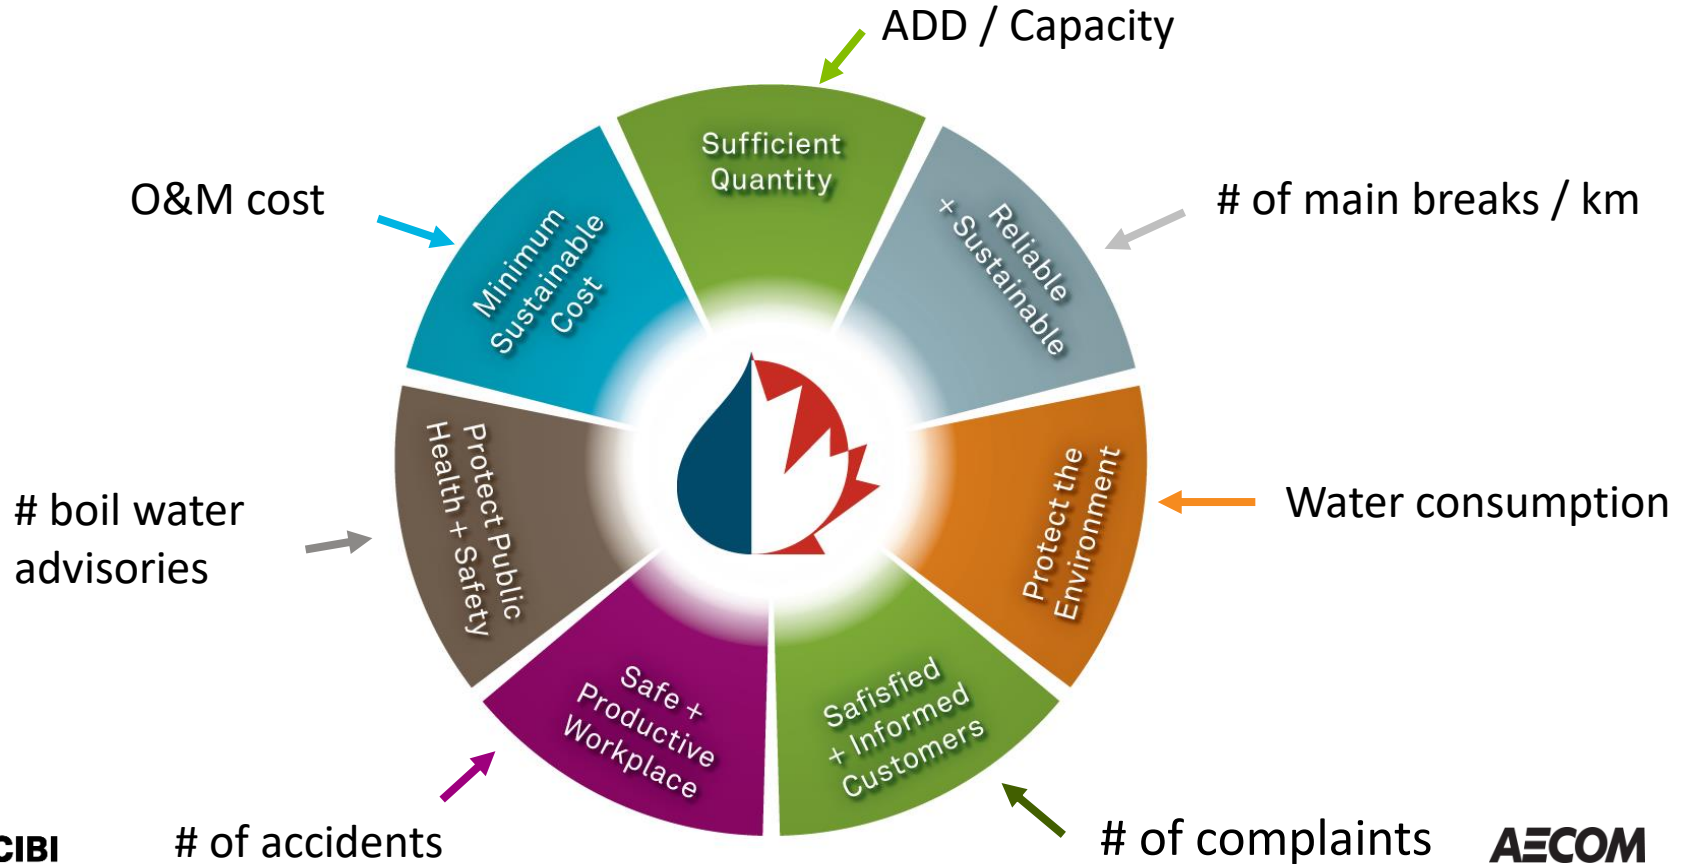 ADD / Capacity
Sufficient
Quantity
O&M cost
Minimum
Sustainable
Cost
Reliable
+ Sustainable
# of main breaks / km
Protect Public
Health + Safety
# boil water
advisories
Protect the
Environment
Water consumption
Safe +
Productive
Workplace
Safisfied
+ Informed
Customers
CIBI
# of accidents
# of complaints
AECOM